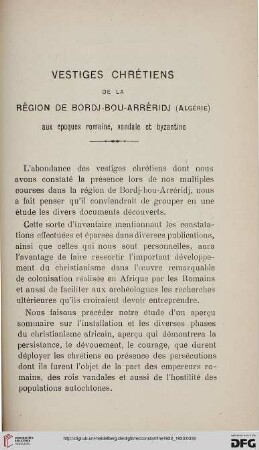 VESTIGES CHRÉTIENS
DE LA
RÉGION DE BORDJ-BOU-ARRÉRIDJ (ALGÉRIE)
aux époques romaine, vandale et byzantine
L'abondance des vestiges chrétiens dont nous
avons constaté la présence lors de nos multiples
courses dans la région de Bordj-bou-Arréridj, nous
a fait penser qu'il conviendrait de grouper en
une étude les divers documents découverts.
Cette sorte d'inventaire mentionnant les constata-
tions effectuées et éparses dans diverses publications,
ainsi que celles qui nous sont personnelles, aura
l'avantage de faire ressortir l'important développe-
ment du christianisme dans l'œuvre remarquable
de colonisation réalisée en Afrique par les Romains
et aussi de faciliter aux archéologues les recherches
ultérieures qu'ils croiraient devoir entreprendre.
Nous faisons précéder notre étude d'un aperçu
sommaire sur l'installation et les diverses phases
du christianisme africain, aperçu qui démontrera la
persistance, le dévouement, le courage, que durent
déployer les chrétiens en présence des persécutions
dont ils furent l'objet de la part des empereurs ro-
mains, des rois vandales et aussi de l'hostilité des
populations autochtones.
DFG